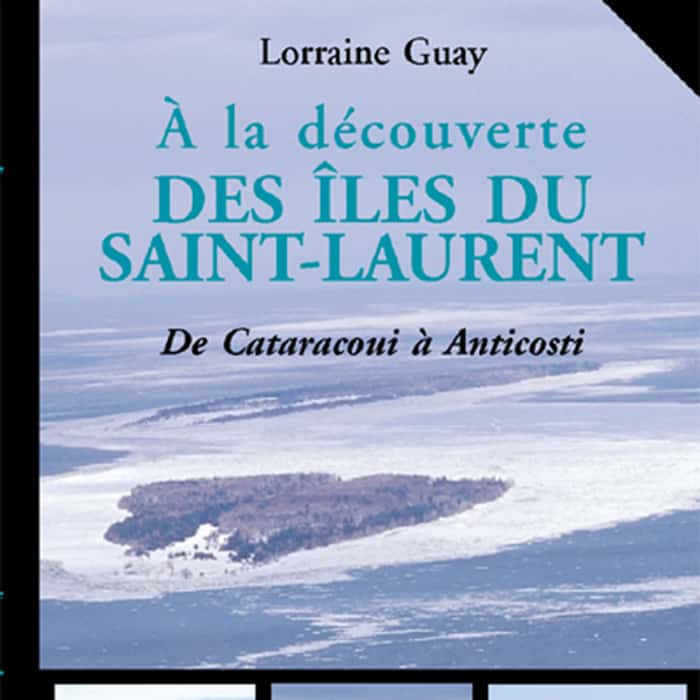 Lorraine Guay
À la découverte
DES ÎLES DU
SAINT-LAURENT
De Cataracoui à Anticosti